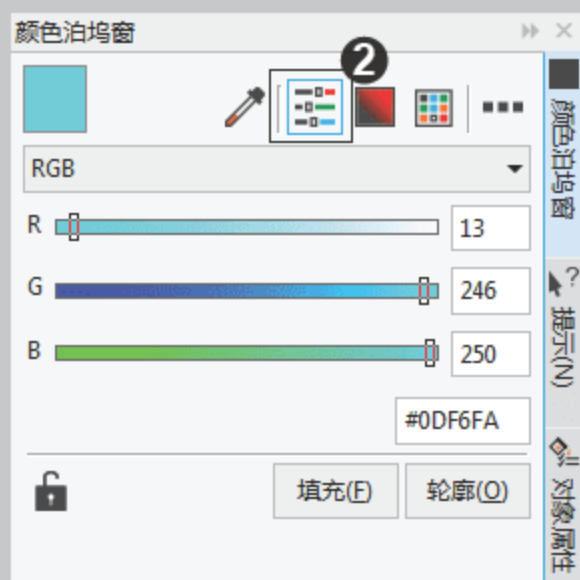 颜色泊坞窗
2
RGB
R 13
G 246
B 250
#0DF6FA
填充(F) 轮廓(O)
颜色泊坞窗
提示(N)
对象属性